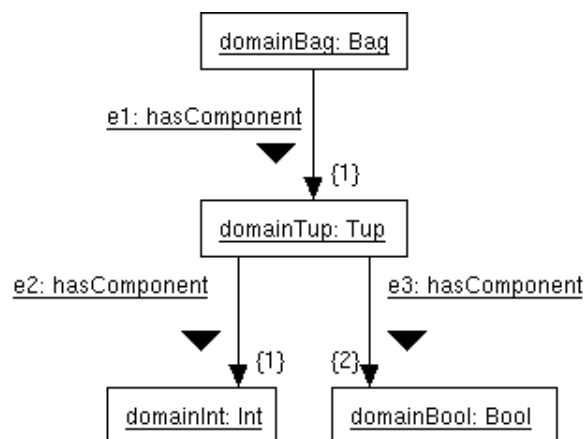 domainBag: Bag
e1: hasComponent
{1}
domainTup: Tup
e2: hasComponent
e3: hasComponent
{1}
{2}
domainInt: Int
domainBool: Bool